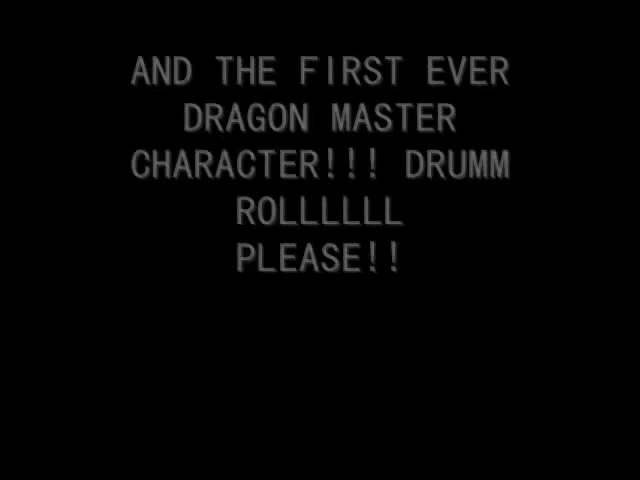 AND THE FIRST EVER
DRAGON MASTER
CHARACTER!!! DRUMM
ROLLLLLL
PLEASE!!